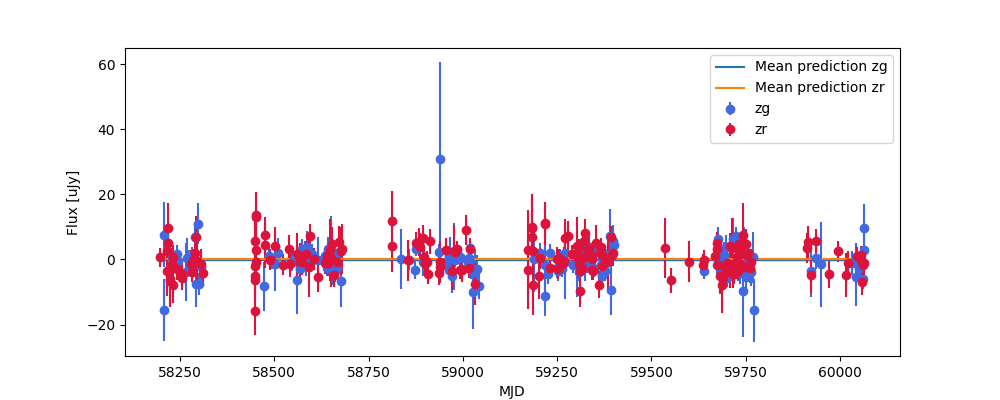 Mean prediction zg
Mean prediction zr
zg
zr
Flux [uJy]
60
40
20
0
−20
58250
58500
58750
59000
59250
59500
59750
60000
MJD